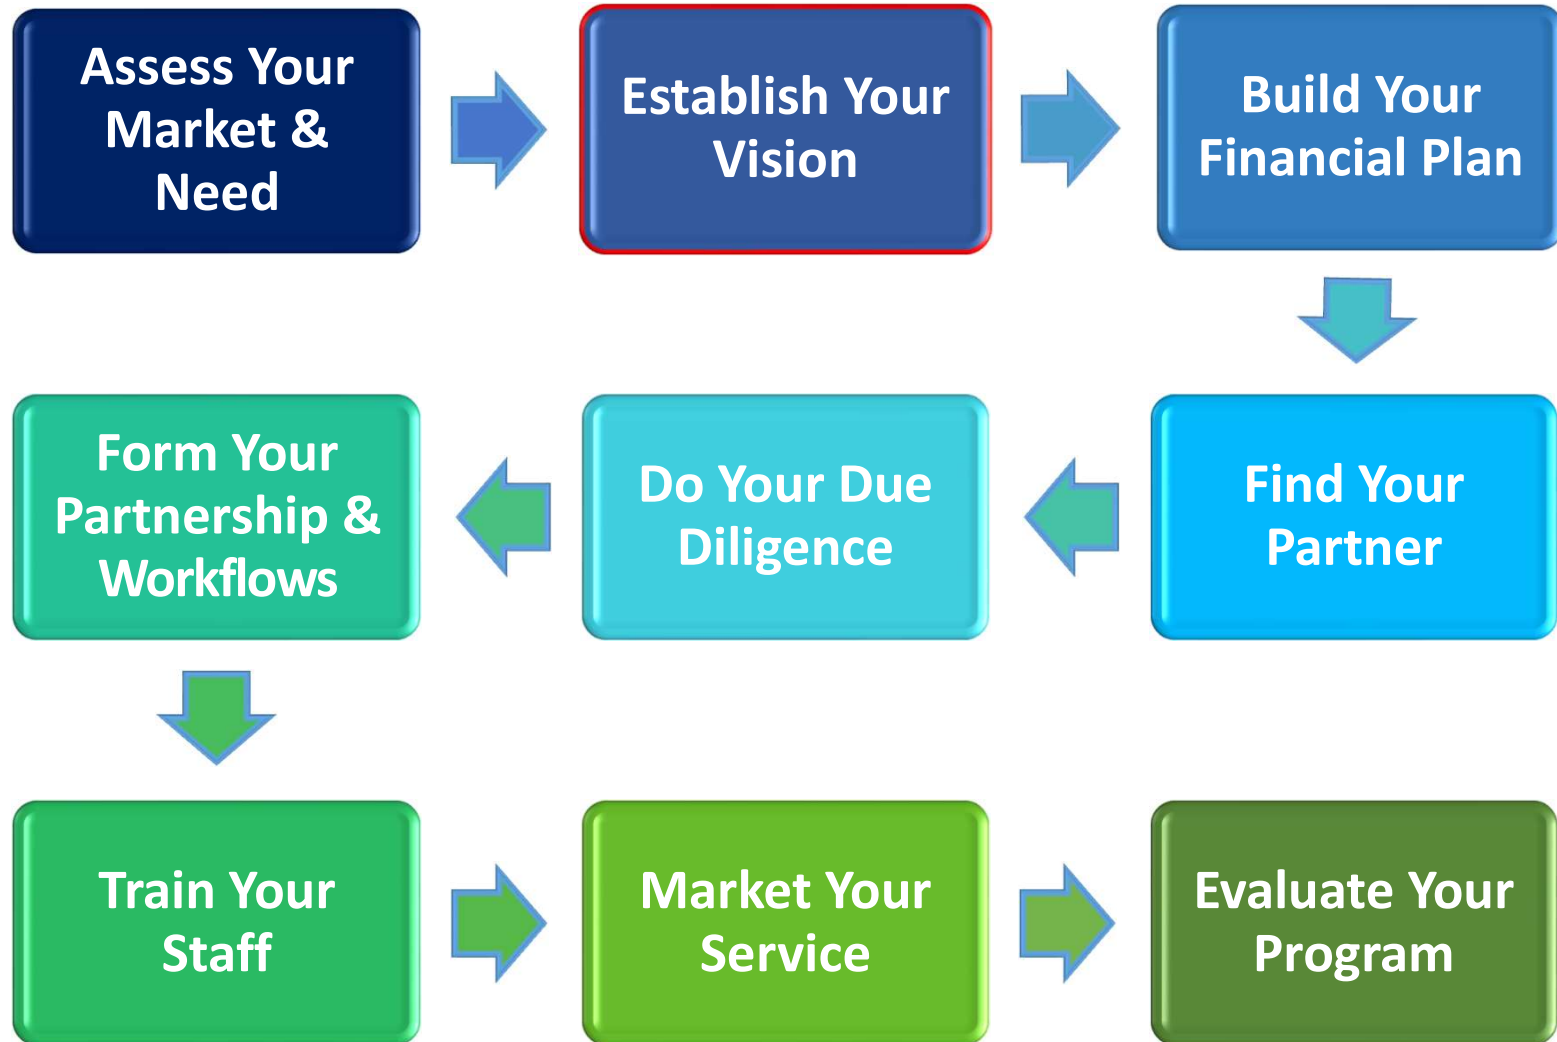 Assess Your
Market &
Need
Establish Your
Vision
Build Your
Financial Plan
Find Your
Partner
Do Your Due
Diligence
Form Your
Partnership &
Workflows
Train Your
Staff
Market Your
Service
Evaluate Your
Program